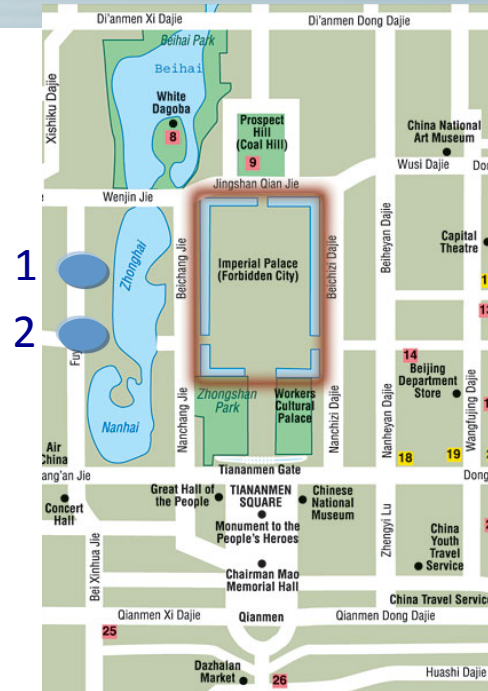 Di'anmen Xi Dajie
Di'anmen Dong Dajie
Beihai Park
Beihai
Xishiku Dajie
White
Dagoba
8
Prospect
Hill
(Coal Hill)
9
China National
Art Museum
Wusi Dajie
Jingshan Qian Jie
Wenjin Jie
Beiheyan Dajie
Capital
Theatre
1
2
Zhonghai
Beichang Jie
Imperial Palace
(Forbidden City)
Beichizi Dajie
14
Beijing
Department
Store
Zhongshan
Park
Workers
Cultural
Palace
Nanhai
Nanchang Jie
Nanchizi Dajie
Nanheyan Dajie
Wangfujing Dajie
18
19
Air
China
Tiananmen Gate
ang'an Jie
Dong
Concert
Hall
Great Hall of
the People
TIANANMEN
SQUARE
Chinese
National
Museum
Monument to the
People's Heroes
Zhengyi Lu
China
Youth
Travel
Service
Bei Xinhua Jie
Chairman Mao
Memorial Hall
China Travel Servic
Qianmen Xi Dajie
Qianmen
Qianmen Dong Dajie
25
Dazhalan
Market
26
Huashi Dajie